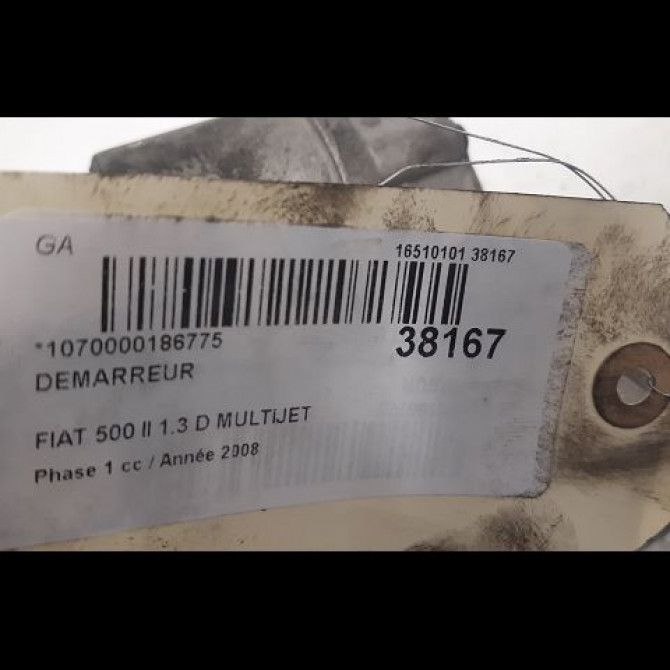 GA
16510101 38167
*1070000186775
38167
DEMARREUR
FIAT 500 II 1.3 D MULTIJET
Phase 1 cc / Année 2008